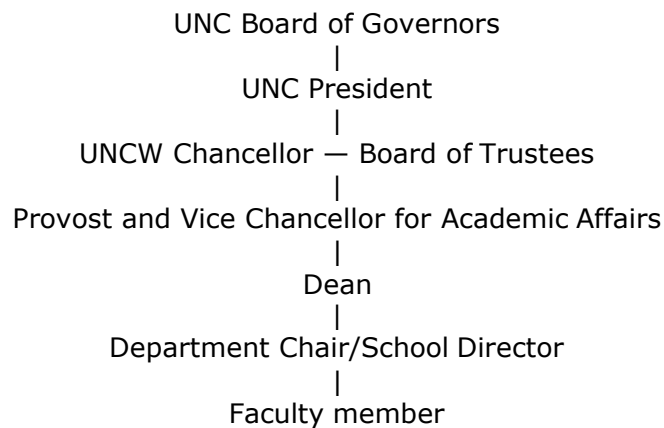 UNC Board of Governors
|
UNC President
|
UNCW Chancellor — Board of Trustees
|
Provost and Vice Chancellor for Academic Affairs
|
Dean
|
Department Chair/School Director
|
Faculty member